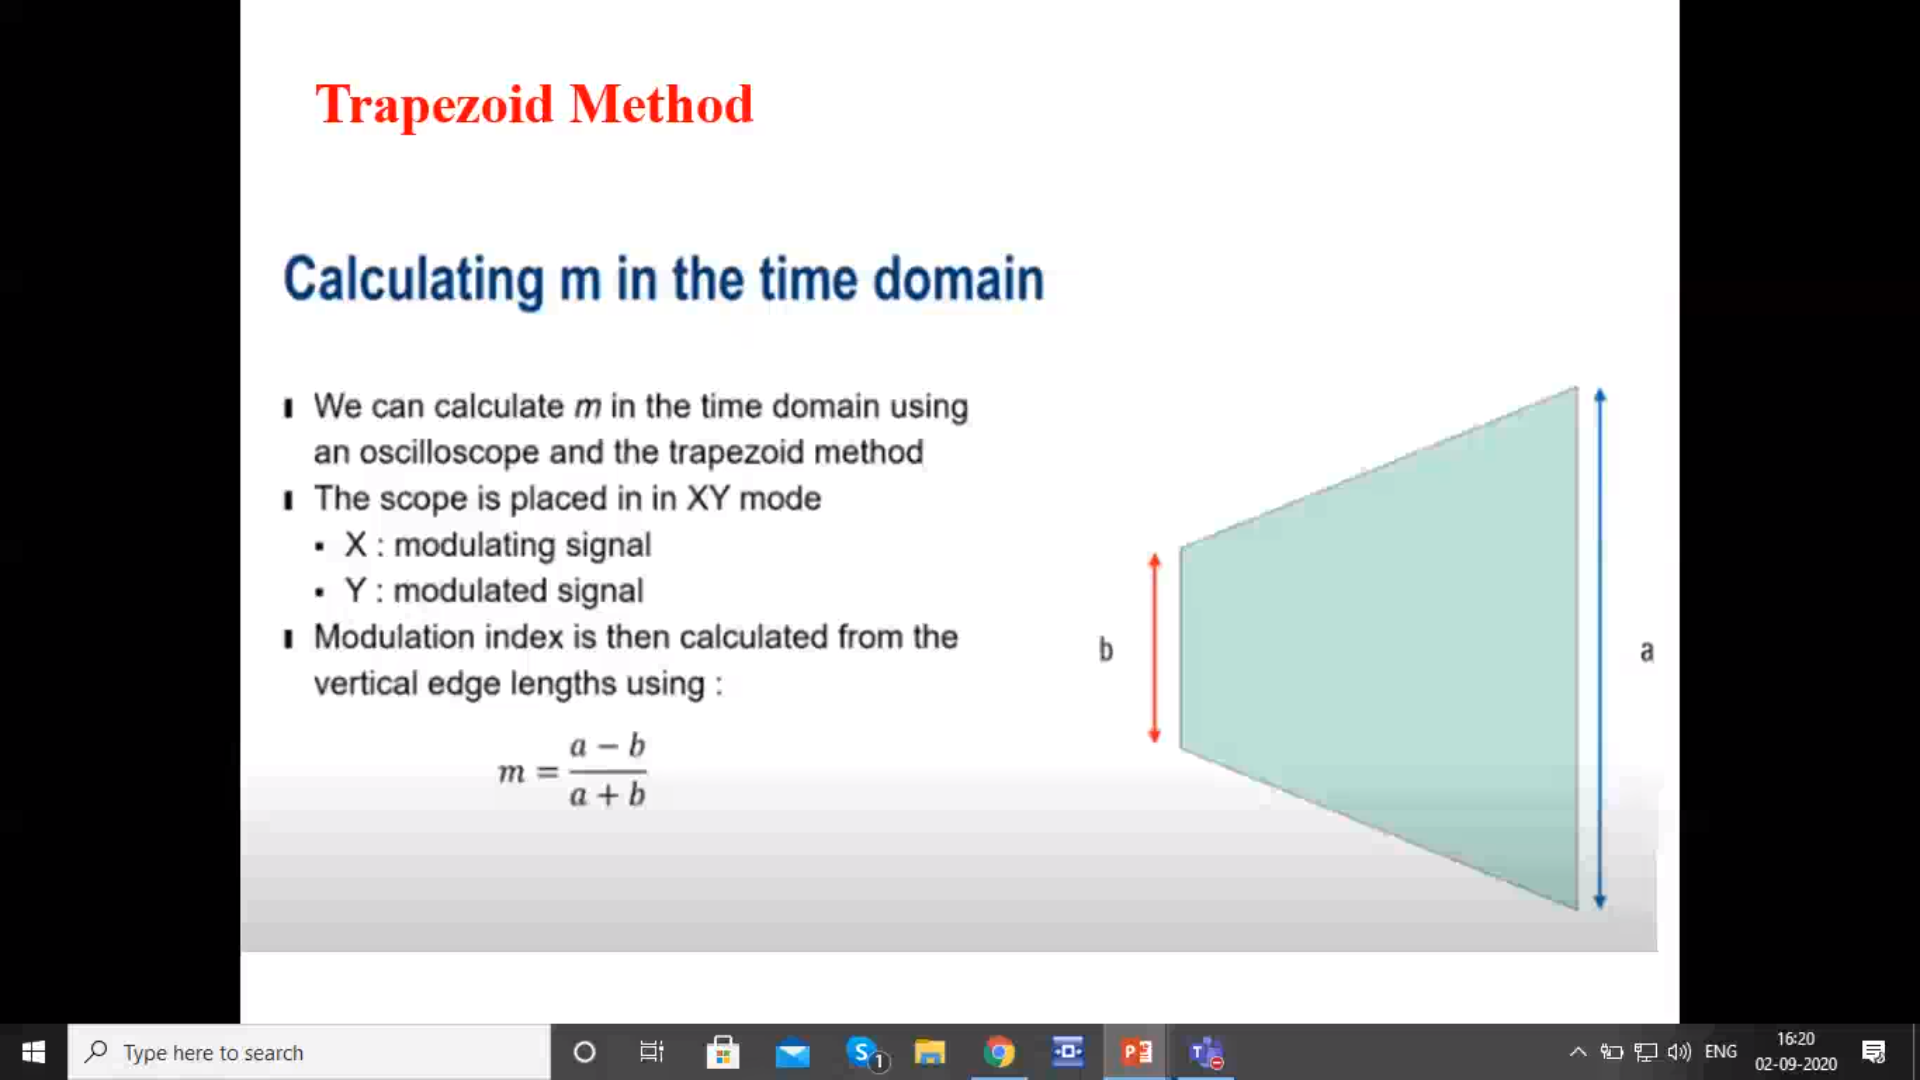 Trapezoid Method
Calculating m in the time domain
We can calculate m in the time domain using
an oscilloscope and the trapezoid method
The scope is placed in in XY mode
▪ X : modulating signal
▪ Y : modulated signal
Modulation index is then calculated from the
vertical edge lengths using :
m = a − b
a + b
b
a
Type here to search
S 1
P
T
ENG
16:20
02-09-2020